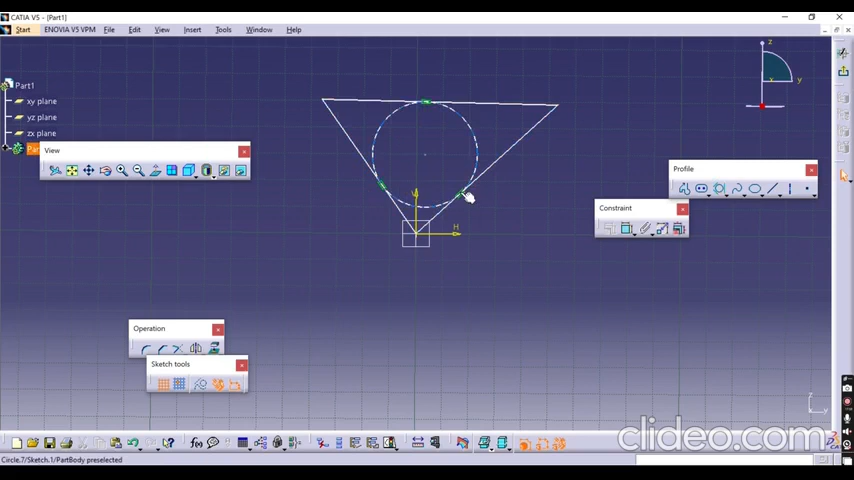 CATIA V5 - [Part1]
Start ENOVIA V5 VPM File Edit View Insert Tools Window Help
z
y
x
Part1
xy plane
yz plane
zx plane
Par
View
Profile
Constraint
V
H
Operation
Sketch tools
z
x y
f(x)
clideo.com
Circle.7/Sketch.1/PartBody preselected